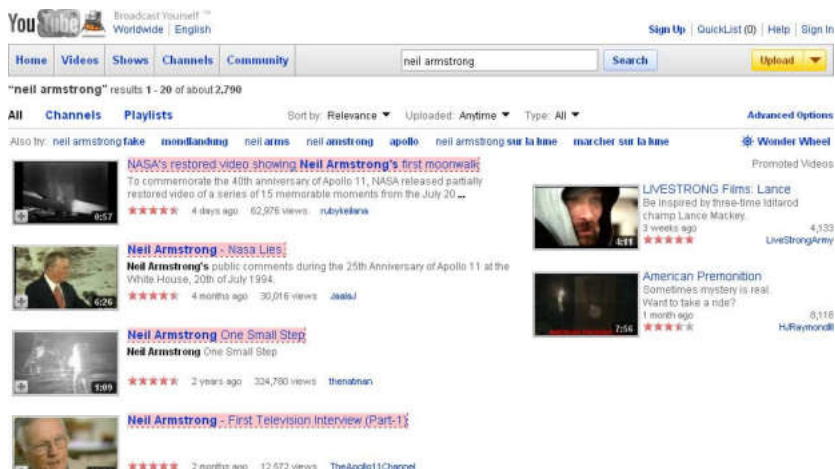 You Tube Broadcast Yourself ™
Worldwide | English
Sign Up | QuickList (0) | Help | Sign In
Home Videos Shows Channels Community
neil armstrong Search Upload
"neil armstrong" results 1 - 20 of about 2,790
All Channels Playlists Sort by: Relevance Uploaded: Anytime Type: All Advanced Options
Also try: neil armstrong fake mondlandung neil arms neil amstrong apollo neil armstrong sur la lune marcher sur la lune Wonder Wheel
NASA's restored video showing Neil Armstrong's first moonwalk
To commemorate the 40th anniversary of Apollo 11, NASA released partially
restored video of a series of 15 memorable moments from the July 20 ...
0:57
4 days ago 62,976 views rubykeilana
Neil Armstrong - Nasa Lies
Neil Armstrong's public comments during the 25th Anniversary of Apollo 11 at the
White House, 20th of July 1994.
6:26
4 months ago 30,016 views
Neil Armstrong One Small Step
Neil Armstrong One Small Step
1:09
2 years ago 324,780 views thenatman
Neil Armstrong - First Television Interview (Part-1)
2 months ago 12,572 views TheApollo11Channel
Promoted Videos
LIVESTRONG Films: Lance
Be inspired by three-time Iditarod
champ Lance Mackey.
3 weeks ago 4,133
4:11
LiveStrongArmy
American Premonition
Sometimes mystery is real.
Want to take a ride?
1 month ago 8,116
7:56